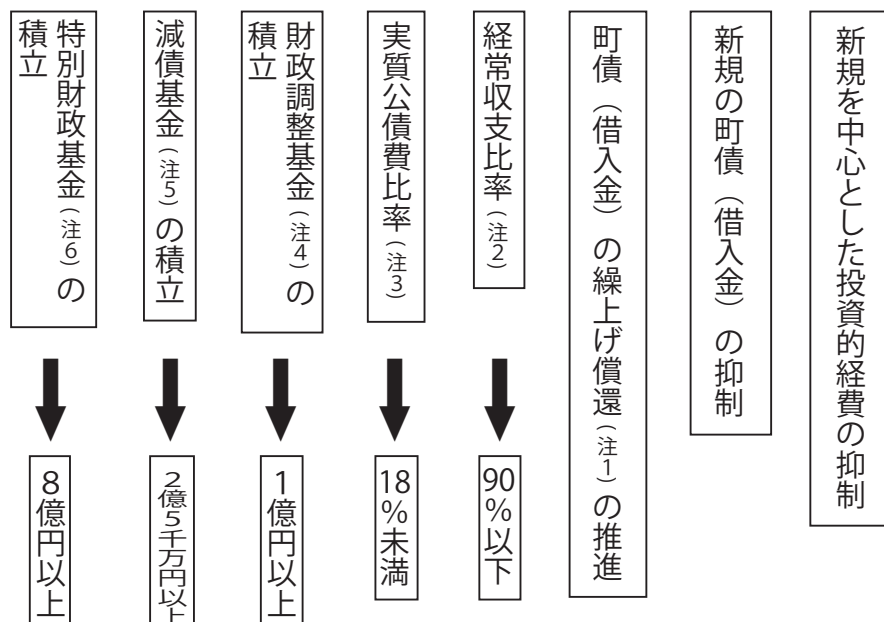 新規を中心とした投資的経費の抑制
新規の町債（借入金）の抑制
町債（借入金）の繰上げ償還（注1）の推進
経常収支比率（注2）
90％以下
実質公債費比率（注3）
18％未満
財政調整基金（注4）の
積立
1億円以上
減債基金（注5）の積立
2億5千万円以上
特別財政基金（注6）の
積立
8億円以上